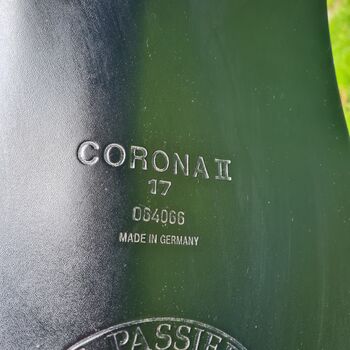 CORONA II
17
064066
MADE IN GERMANY
PASSIE